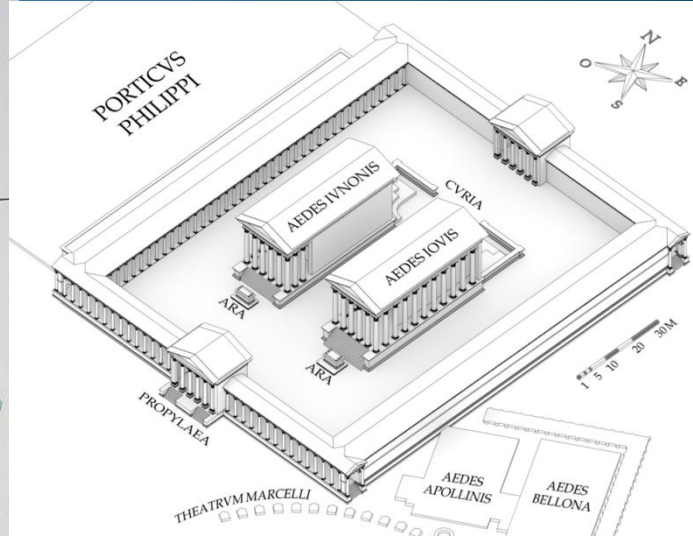 PORTICVS
PHILIPPI
N
O
E
S
AEDES IVNONIS
CVRIA
AEDES IOVIS
ARA
ARA
PROPYLAEA
1 5 10 20 30 M
THEATRVM MARCELLI
AEDES
APOLLINIS
AEDES
BELLONA